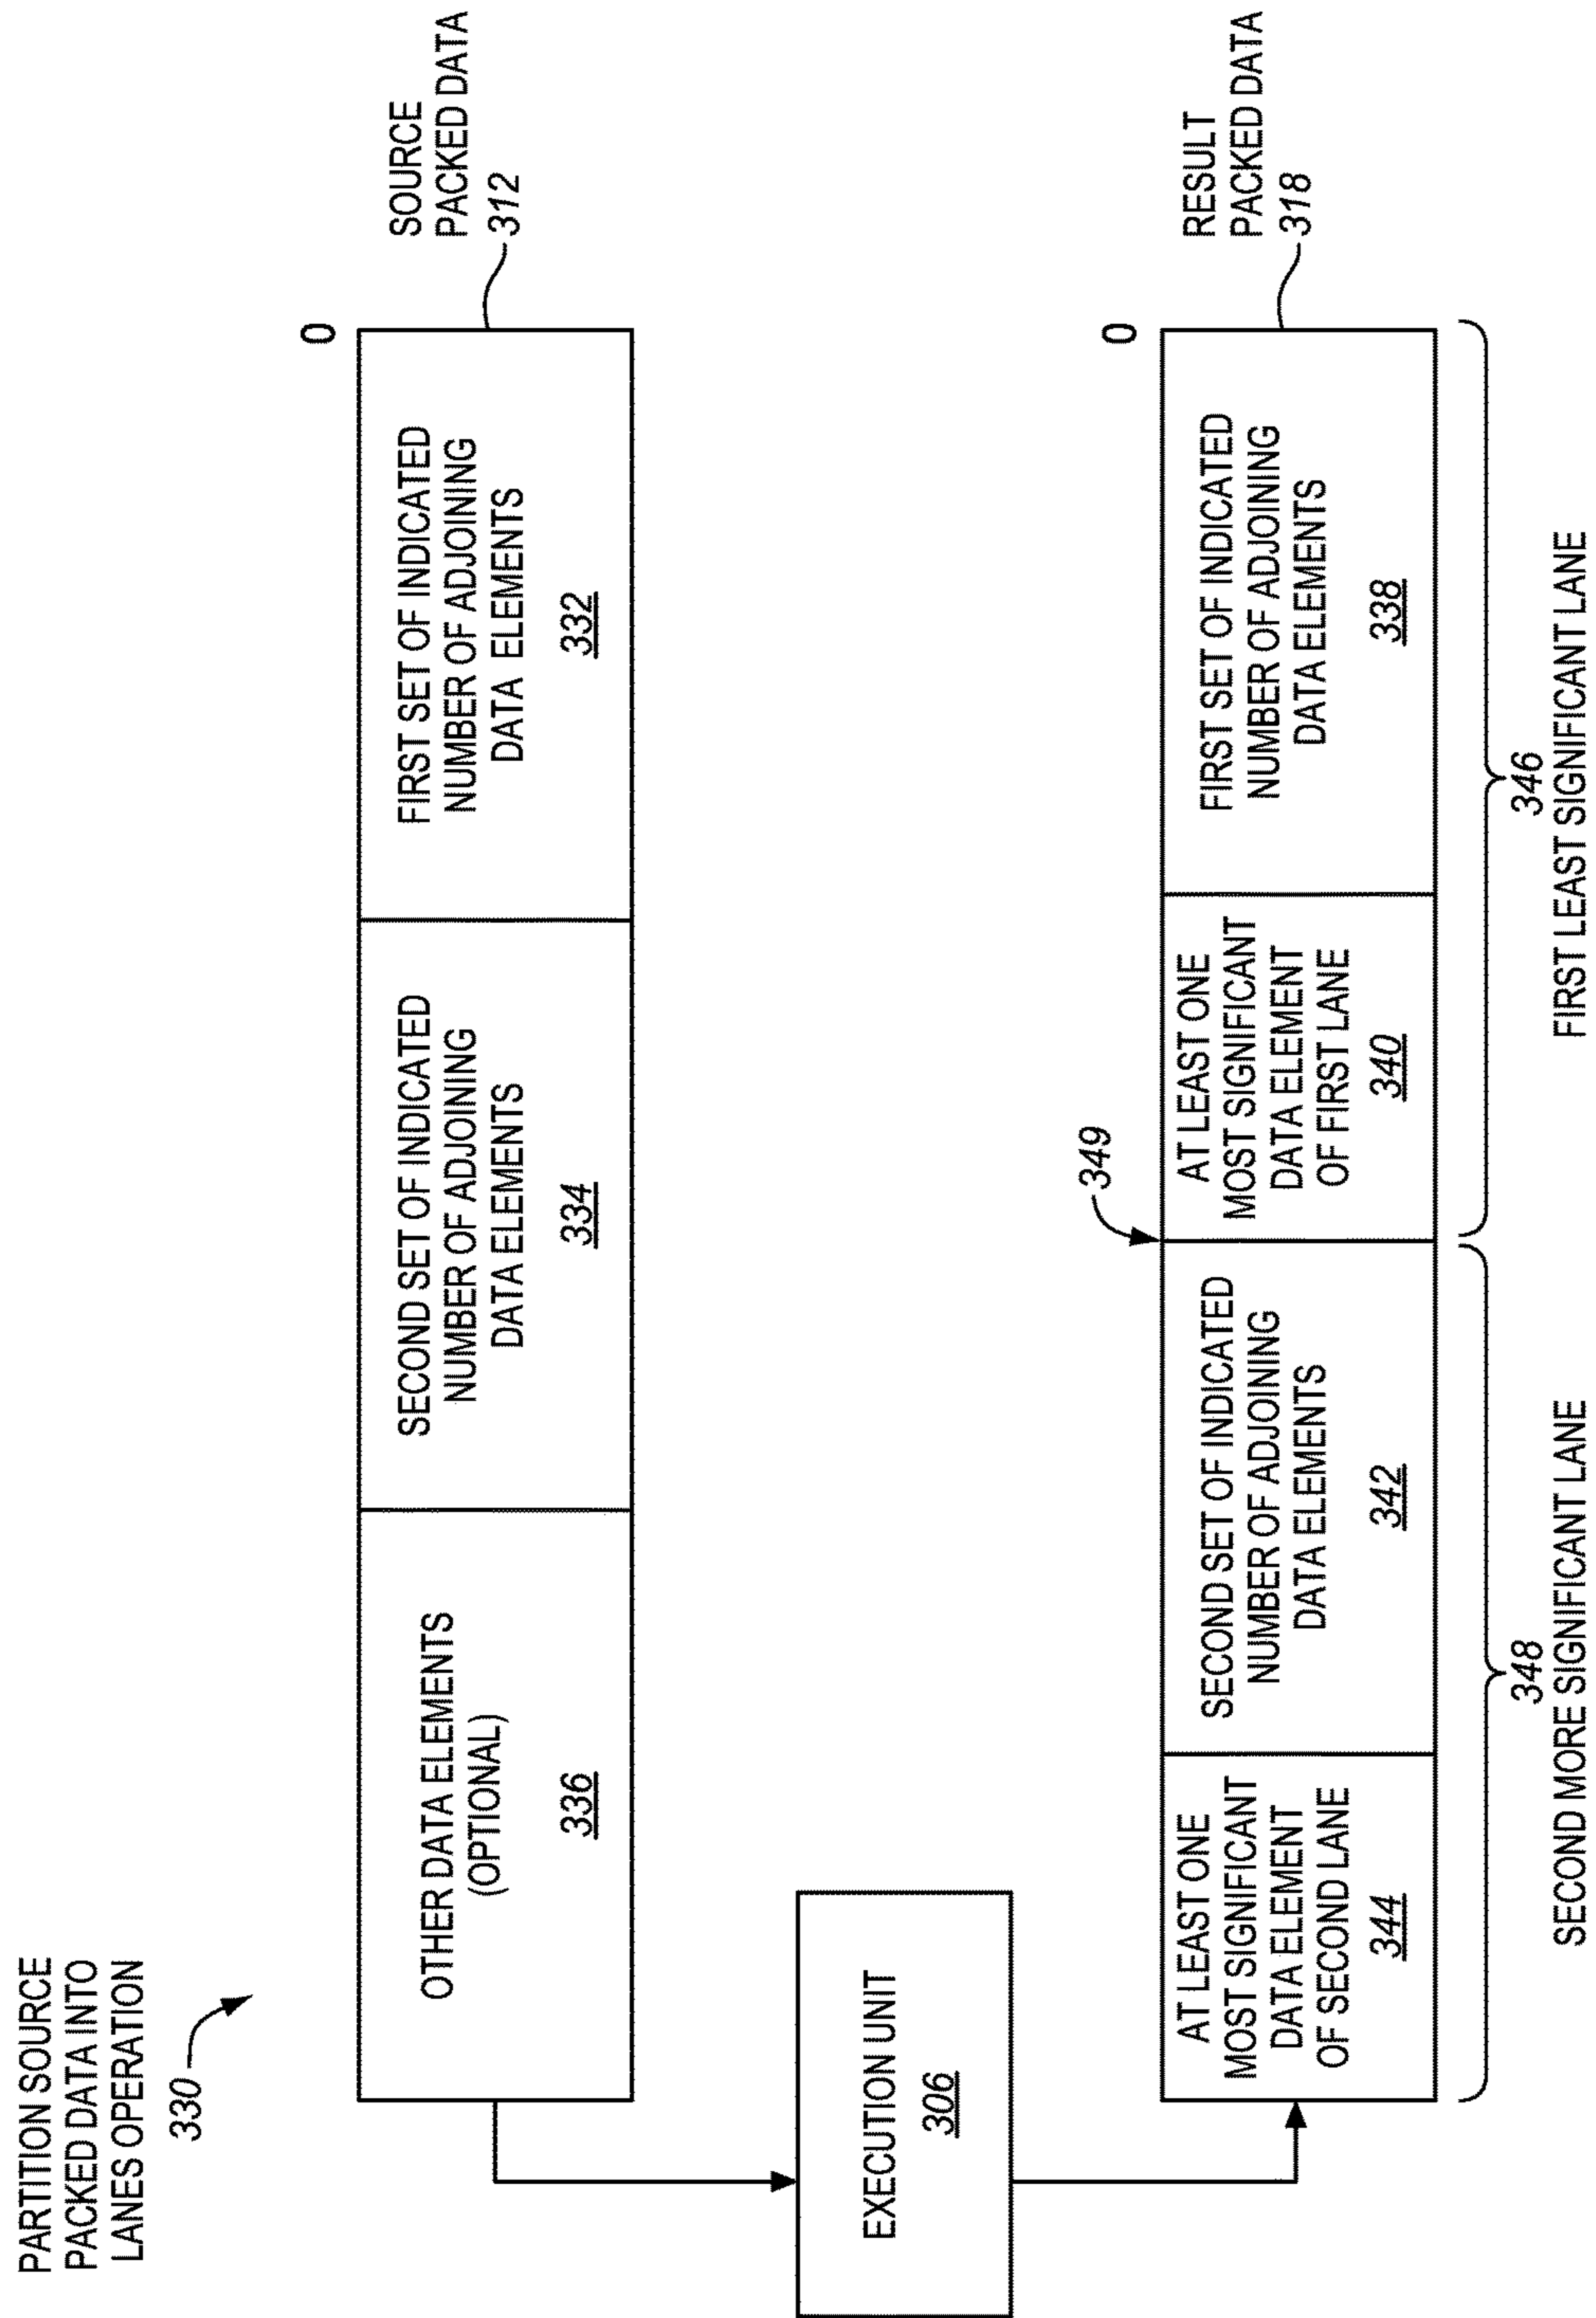 PARTITION SOURCE
PACKED DATA INTO
LANES OPERATION
330
OTHER DATA ELEMENTS
(OPTIONAL)
336
SECOND SET OF INDICATED
NUMBER OF ADJOINING
DATA ELEMENTS
334
FIRST SET OF INDICATED
NUMBER OF ADJOINING
DATA ELEMENTS
332
0
SOURCE
PACKED DATA
312
EXECUTION UNIT
306
349
AT LEAST ONE
MOST SIGNIFICANT
DATA ELEMENT
OF SECOND LANE
344
SECOND SET OF INDICATED
NUMBER OF ADJOINING
DATA ELEMENTS
342
AT LEAST ONE
MOST SIGNIFICANT
DATA ELEMENT
OF FIRST LANE
340
FIRST SET OF INDICATED
NUMBER OF ADJOINING
DATA ELEMENTS
338
0
RESULT
PACKED DATA
318
348
SECOND MORE SIGNIFICANT LANE
346
FIRST LEAST SIGNIFICANT LANE